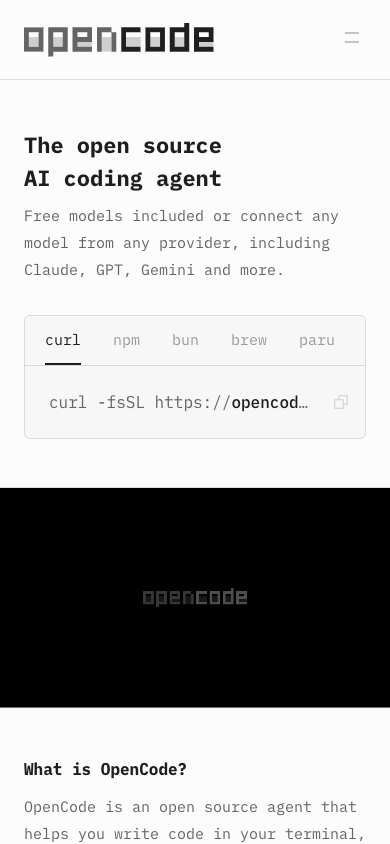 opencode
The open source
AI coding agent
Free models included or connect any
model from any provider, including
Claude, GPT, Gemini and more.
curl npm bun brew paru
curl -fsSL https://opencod…
opencode
What is OpenCode?
OpenCode is an open source agent that
helps you write code in your terminal,